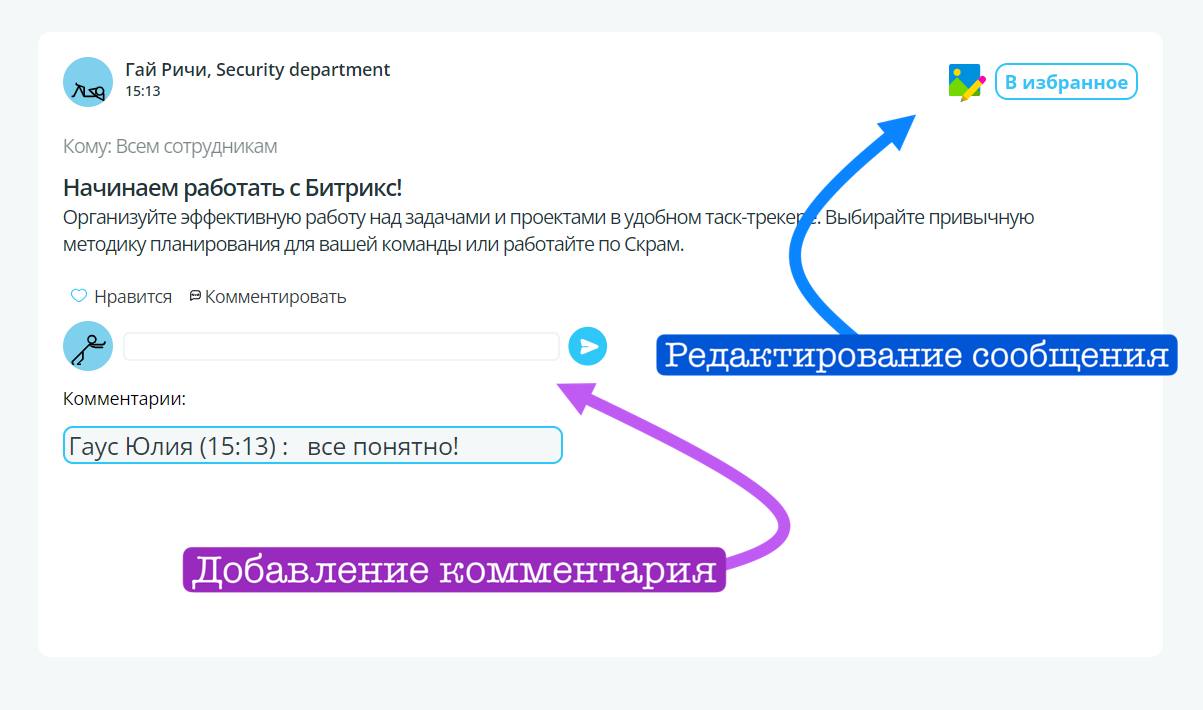 Гай Ричи, Security department
15:13
В избранное
Кому: Всем сотрудникам
Начинаем работать с Битрикс!
Организуйте эффективную работу над задачами и проектами в удобном таск-трекере. Выбирайте привычную
методику планирования для вашей команды или работайте по Скрам.
Нравится Комментировать
Редактирование сообщения
Комментарии:
Гаус Юлия (15:13) : все понятно!
Добавление комментария